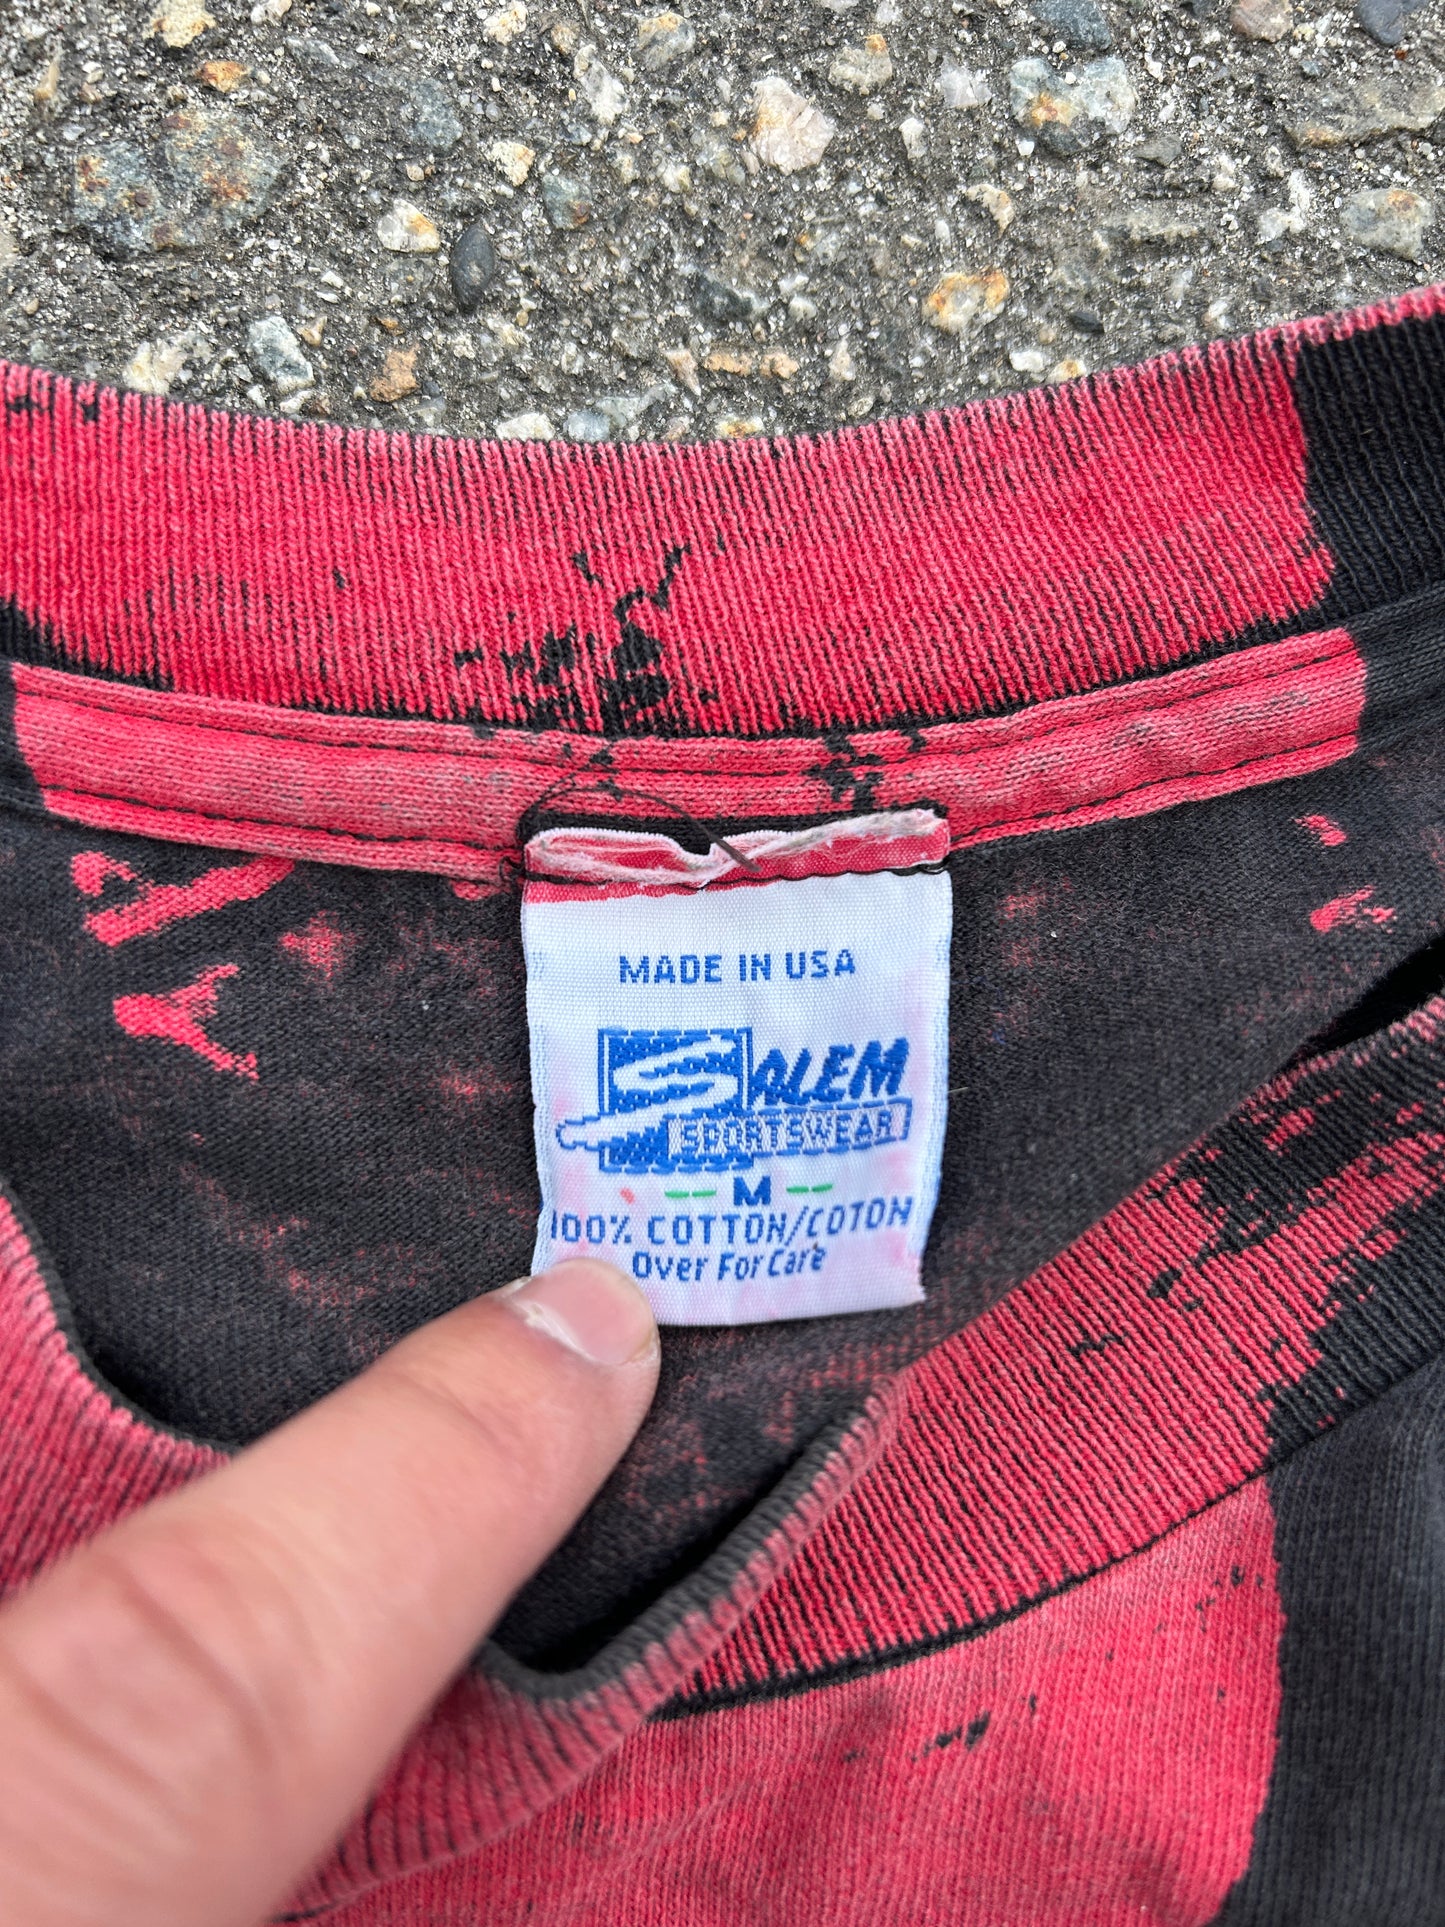 MADE IN USA
SALEM
SPORTSWEAR
M
100% COTTON/COTON
Over For Care